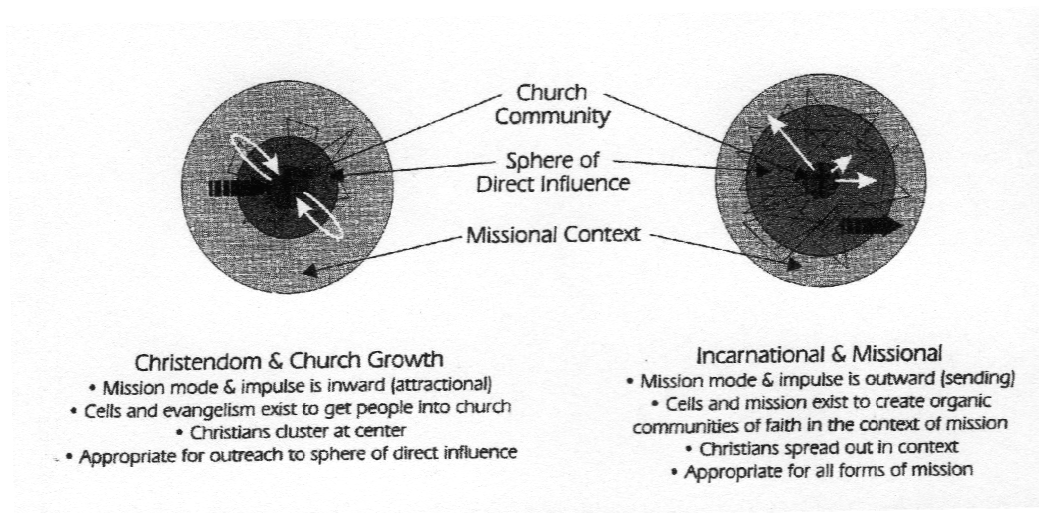 Church
Community
Sphere of
Direct Influence
Missional Context
Christendom & Church Growth
• Mission mode & impulse is inward (attractional)
• Cells and evangelism exist to get people into church
• Christians cluster at center
• Appropriate for outreach to sphere of direct influence
Incarnational & Missional
• Mission mode & impulse is outward (sending)
• Cells and mission exist to create organic
communities of faith in the context of mission
• Christians spread out in context
• Appropriate for all forms of mission